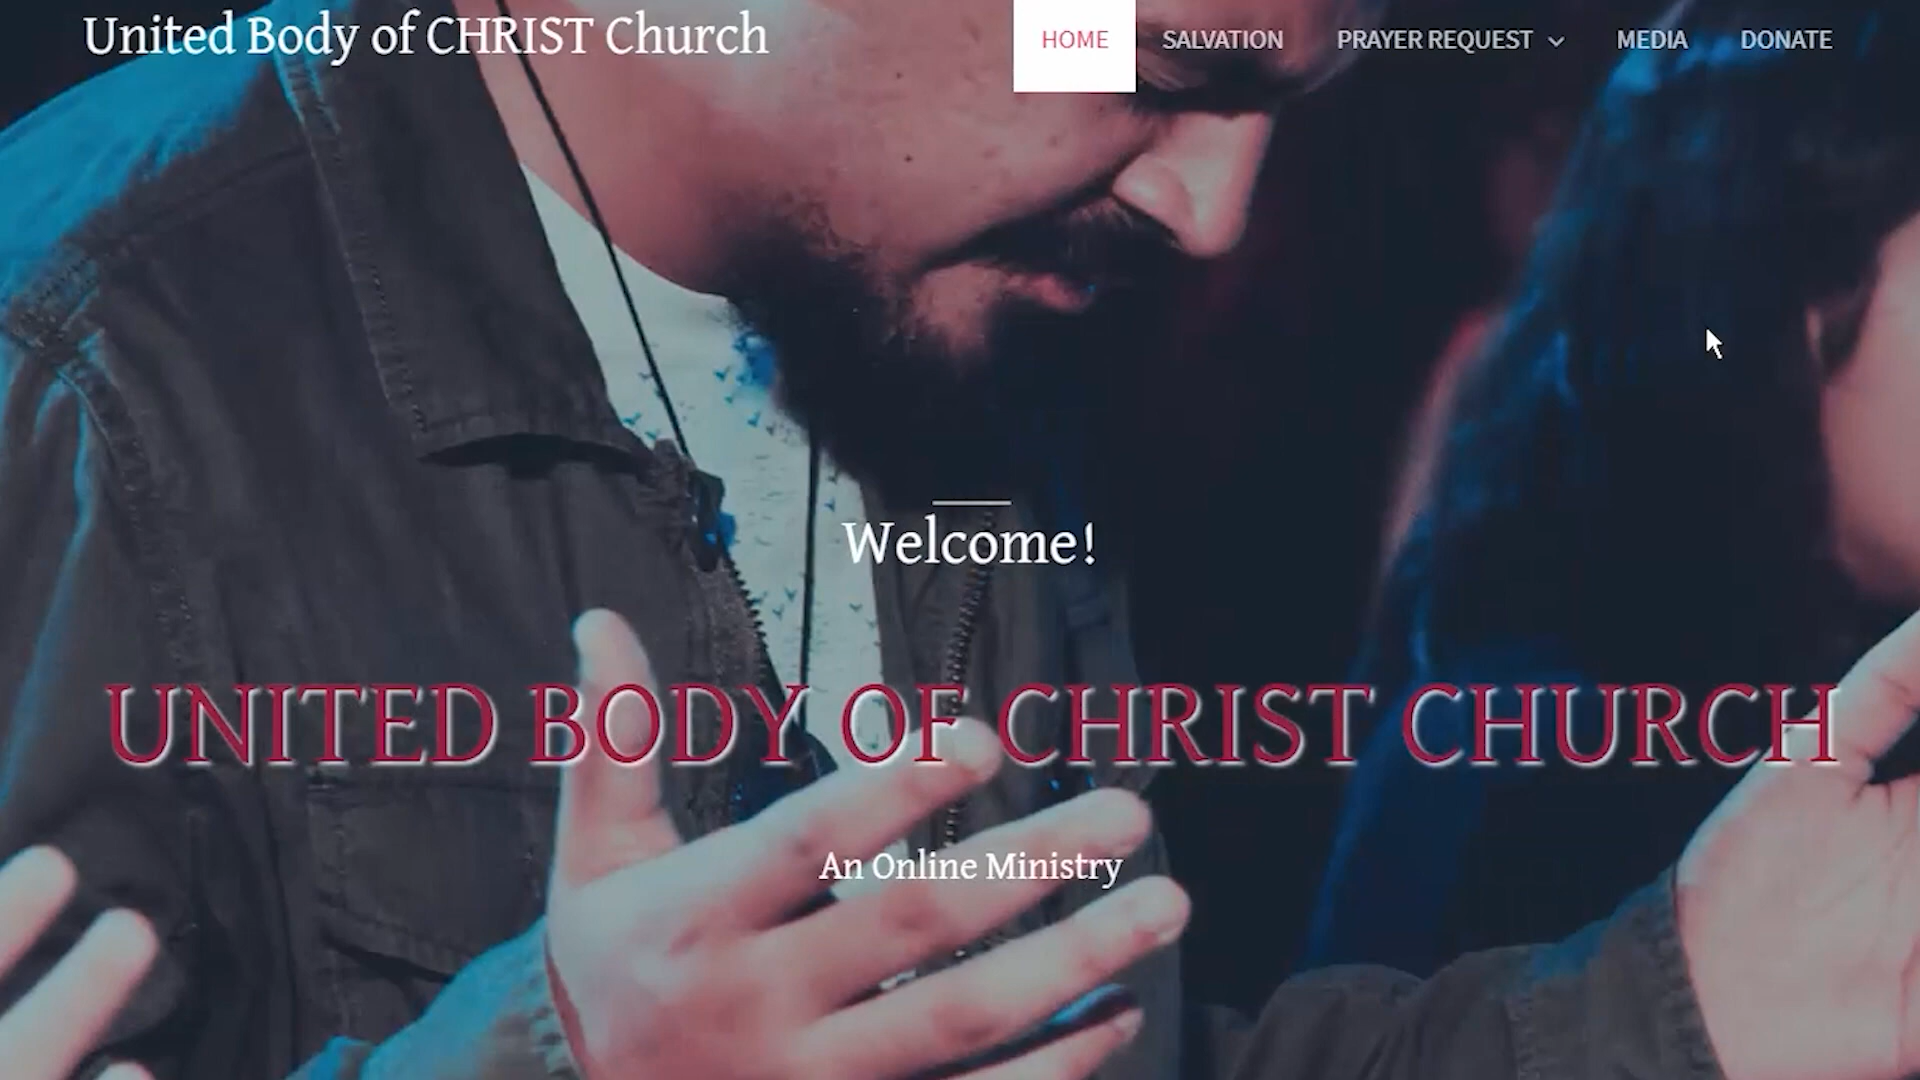 United Body of CHRIST Church
HOME SALVATION PRAYER REQUEST MEDIA DONATE
Welcome!
UNITED BODY OF CHRIST CHURCH
An Online Ministry